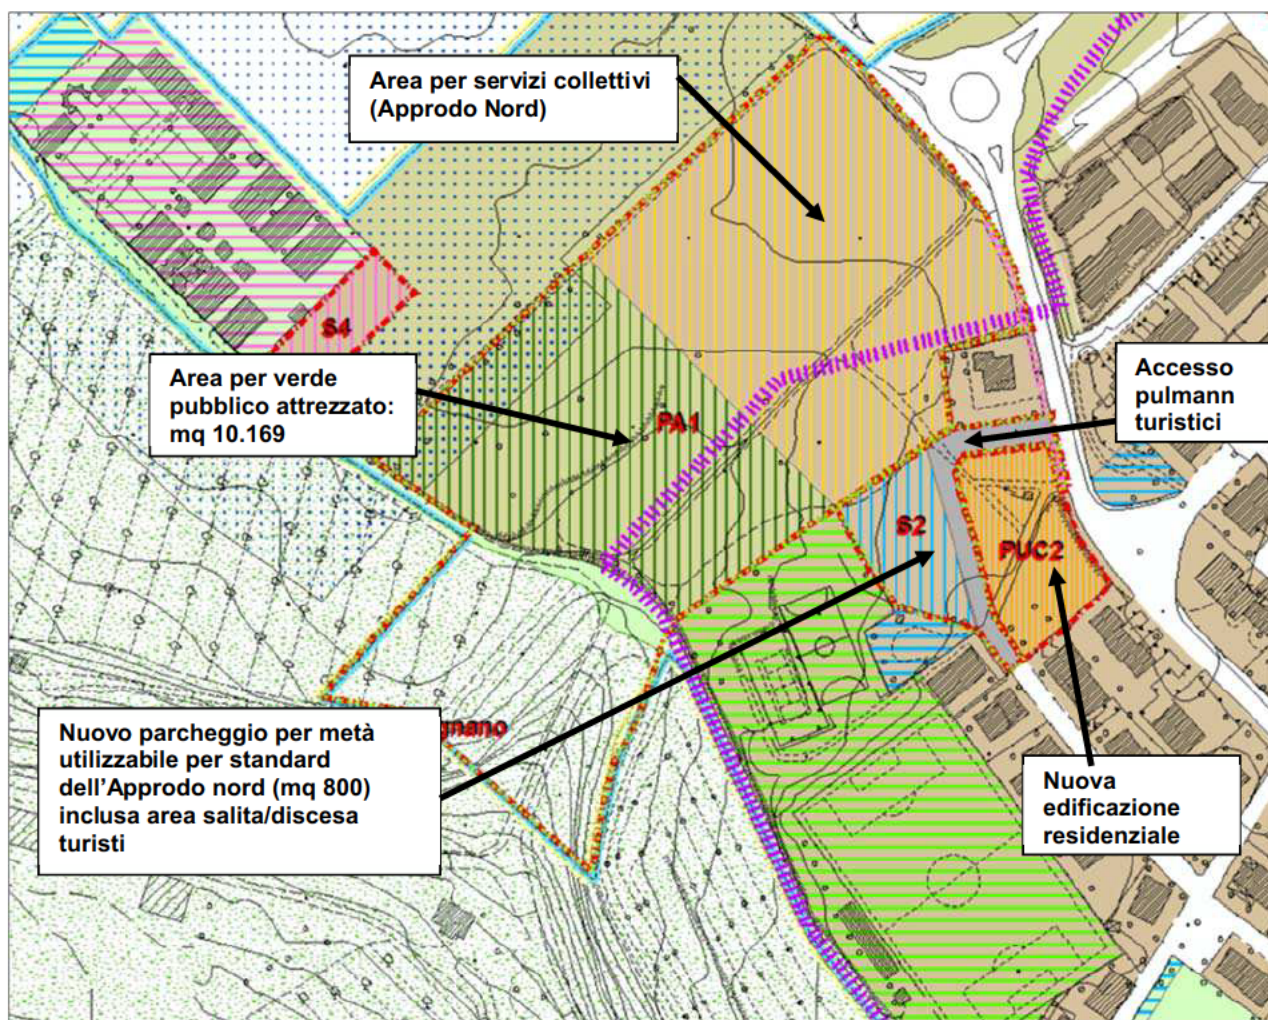 Area per servizi collettivi
(Approdo Nord)
S4
Area per verde
pubblico attrezzato:
mq 10.169
PA1
Accesso
pulmann
turistici
S2
PUC2
gnano
Nuovo parcheggio per metà
utilizzabile per standard
dell'Approdo nord (mq 800)
inclusa area salita/discesa
turisti
Nuova
edificazione
residenziale